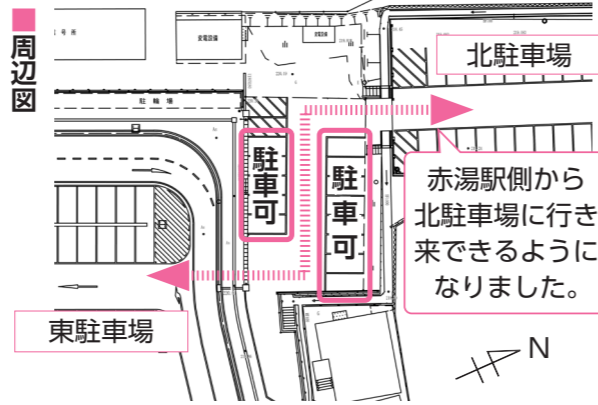 ■周辺図
変電設備
北駐車場
駐輪場
駐車可
駐車可
赤湯駅側から
北駐車場に行き
来できるように
なりました。
東駐車場
N